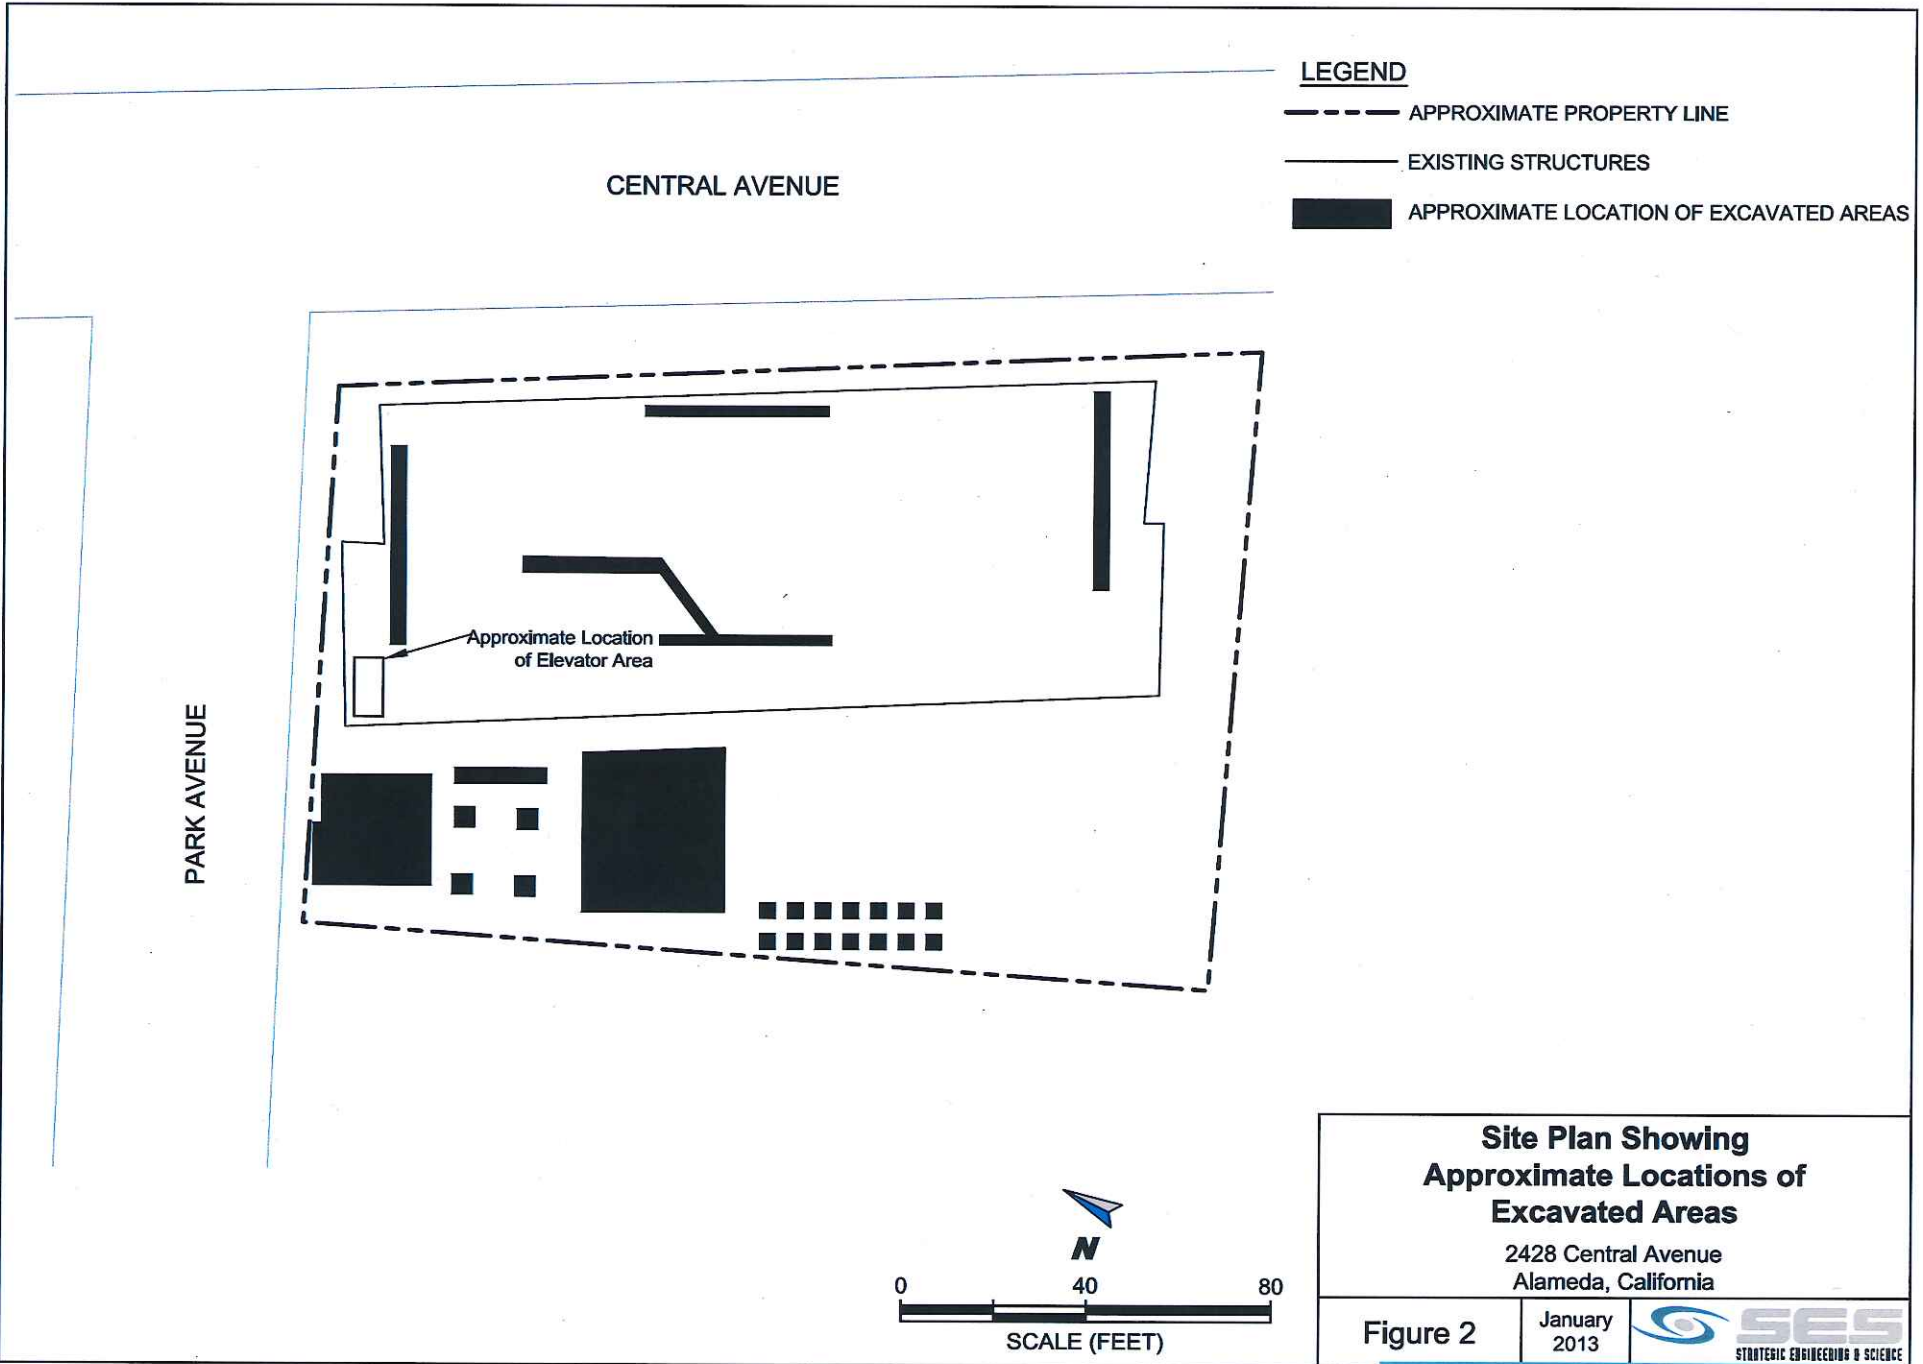 LEGEND
APPROXIMATE PROPERTY LINE
EXISTING STRUCTURES
APPROXIMATE LOCATION OF EXCAVATED AREAS
CENTRAL AVENUE
Approximate Location
of Elevator Area
PARK AVENUE
N
0 40 80
SCALE (FEET)
Site Plan Showing
Approximate Locations of
Excavated Areas
2428 Central Avenue
Alameda, California
Figure 2
January
2013
SES
STRATEGIC ENGINEERING & SCIENCE